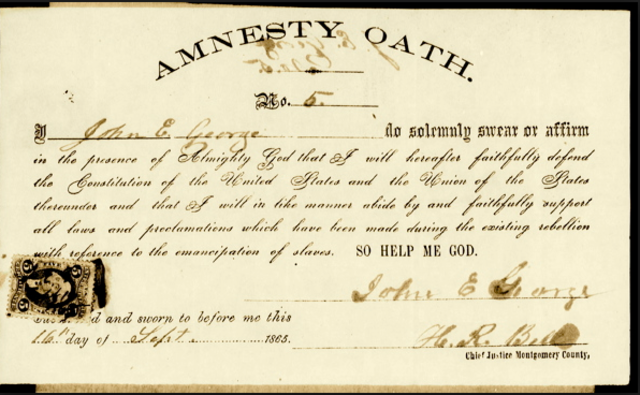 AMNESTY OATH.
No. 5.
I John E. George do solemnly swear or affirm
in the presence of Almighty God that I will hereafter faithfully defend
the Constitution of the United States and the Union of the States
thereunder and that I will in like manner abide by and faithfully support
all laws and proclamations which have been made during the existing rebellion
with reference to the emancipation of slaves. SO HELP ME GOD.
John E George
and sworn to before me this
16" day of Sept. 1865.
H. R. Bell
Chief Justice Montgomery County,